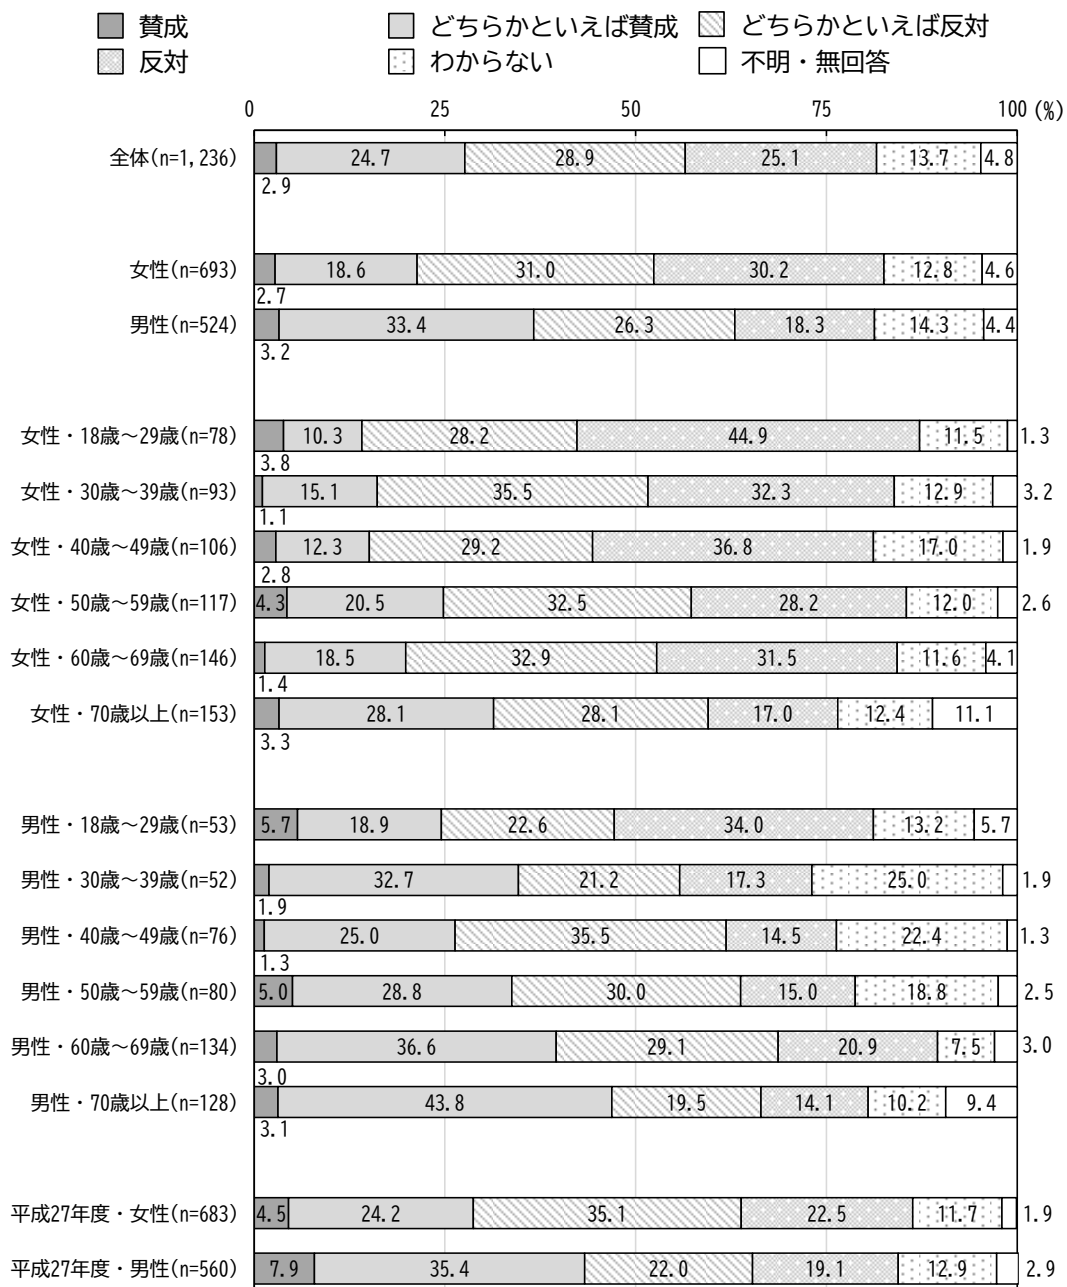 賛成 どちらかといえば賛成 どちらかといえば反対
反対 わからない 不明・無回答
0 25 50 75 100 (%)
全体(n=1,236) 24.7 28.9 25.1 13.7 4.8
2.9
女性(n=693) 18.6 31.0 30.2 12.8 4.6
2.7
男性(n=524) 33.4 26.3 18.3 14.3 4.4
3.2
女性・18歳～29歳(n=78) 10.3 28.2 44.9 11.5 1.3
3.8
女性・30歳～39歳(n=93) 15.1 35.5 32.3 12.9 3.2
1.1
女性・40歳～49歳(n=106) 12.3 29.2 36.8 17.0 1.9
2.8
女性・50歳～59歳(n=117) 4.3 20.5 32.5 28.2 12.0 2.6
女性・60歳～69歳(n=146) 18.5 32.9 31.5 11.6 4.1
1.4
女性・70歳以上(n=153) 28.1 28.1 17.0 12.4 11.1
3.3
男性・18歳～29歳(n=53) 5.7 18.9 22.6 34.0 13.2 5.7
男性・30歳～39歳(n=52) 32.7 21.2 17.3 25.0 1.9
1.9
男性・40歳～49歳(n=76) 25.0 35.5 14.5 22.4 1.3
1.3
男性・50歳～59歳(n=80) 5.0 28.8 30.0 15.0 18.8 2.5
男性・60歳～69歳(n=134) 36.6 29.1 20.9 7.5 3.0
3.0
男性・70歳以上(n=128) 43.8 19.5 14.1 10.2 9.4
3.1
平成27年度・女性(n=683) 4.5 24.2 35.1 22.5 11.7 1.9
平成27年度・男性(n=560) 7.9 35.4 22.0 19.1 12.9 2.9